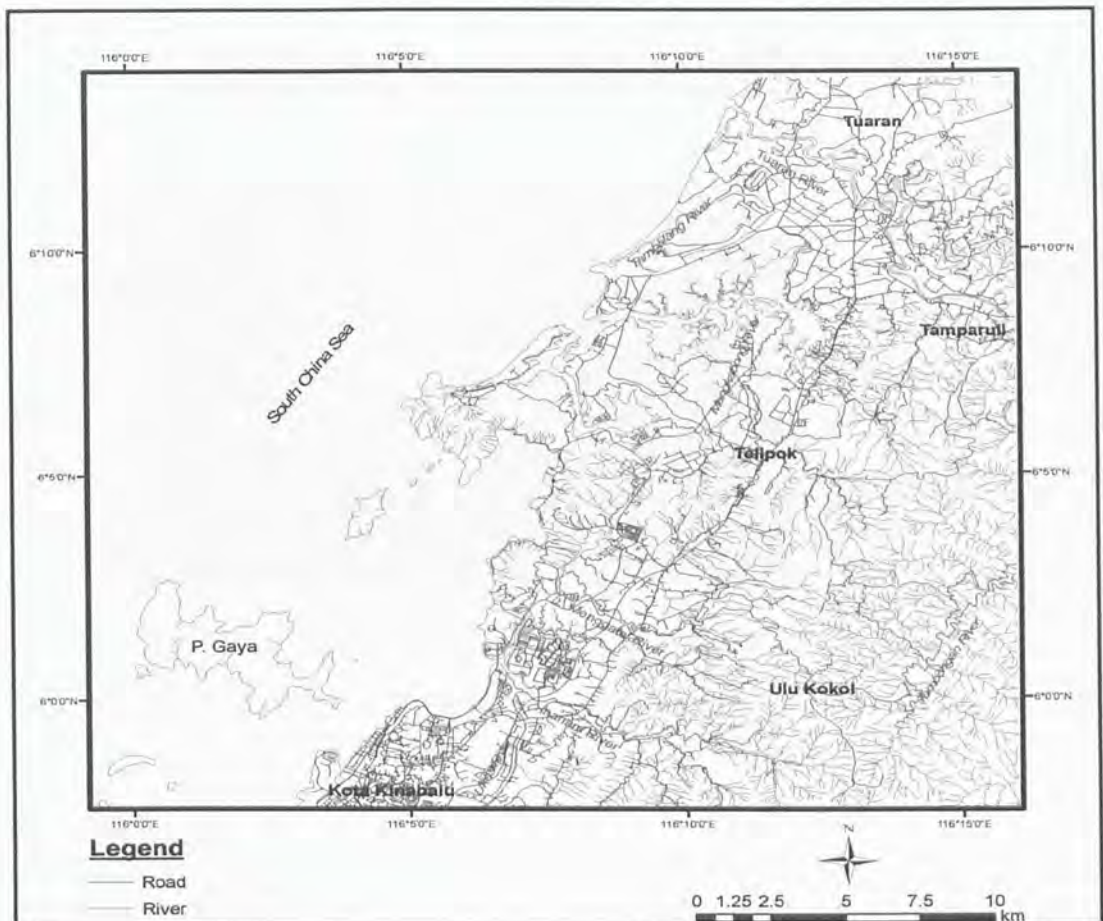 116°0'0"E 116°5'0"E 116°10'0"E 116°15'0"E
Tuaran
Tuaran River
6°10'0"N 6°10'0"N
South China Sea
Tamparuli
Telipok
6°5'0"N 6°5'0"N
P. Gaya
Ulu Kokol
6°0'0"N 6°0'0"N
Kota Kinabalu
116°0'0"E 116°5'0"E 116°10'0"E 116°15'0"E
Legend
Road
River
N
0 1.25 2.5 5 7.5 10
km